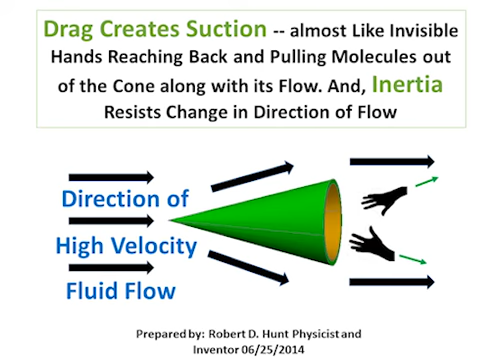 Drag Creates Suction -- almost Like Invisible
Hands Reaching Back and Pulling Molecules out
of the Cone along with its Flow. And, Inertia
Resists Change in Direction of Flow
Direction of
High Velocity
Fluid Flow
Prepared by: Robert D. Hunt Physicist and
Inventor 06/25/2014